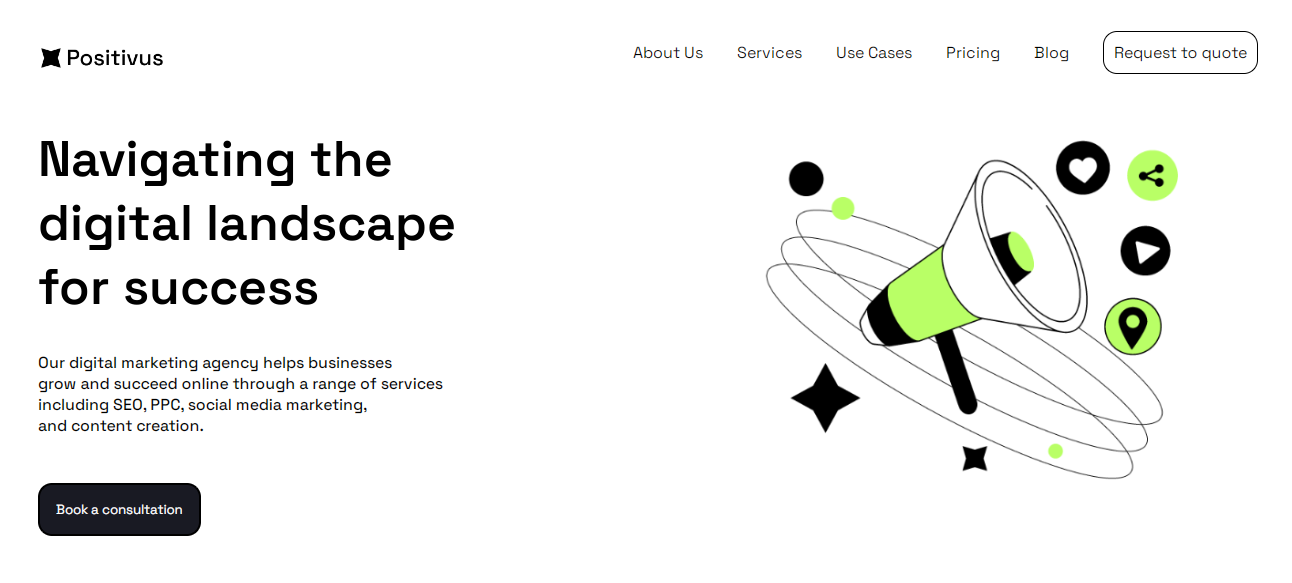 Positivus
About Us
Services
Use Cases
Pricing
Blog
Request to quote
Navigating the
digital landscape
for success
Our digital marketing agency helps businesses
grow and succeed online through a range of services
including SEO, PPC, social media marketing,
and content creation.
Book a consultation